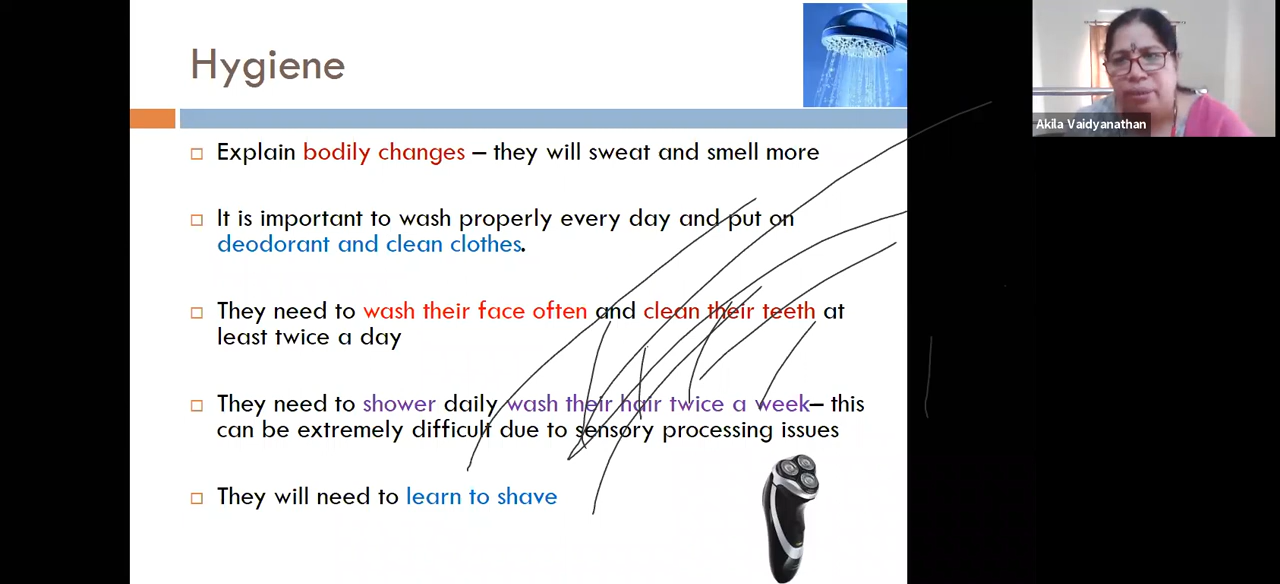 Hygiene
Akila Vaidyanathan
Explain bodily changes – they will sweat and smell more
It is important to wash properly every day and put on
deodorant and clean clothes.
They need to wash their face often and clean their teeth at
least twice a day
They need to shower daily wash their hair twice a week– this
can be extremely difficult due to sensory processing issues
They will need to learn to shave